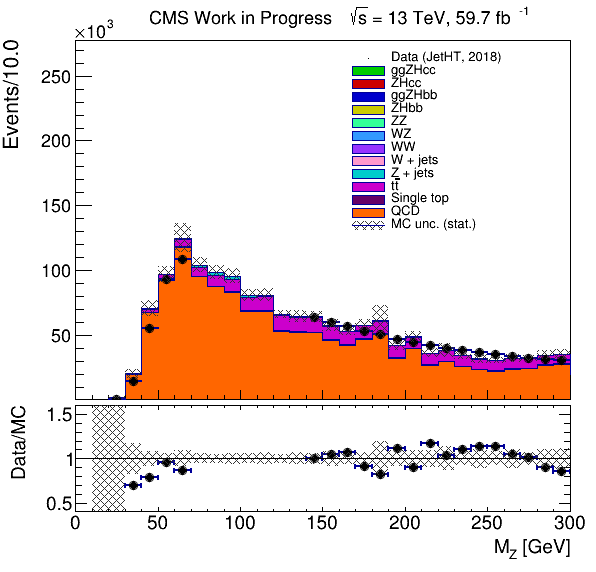 CMS Work in Progress √s = 13 TeV, 59.7 fb⁻¹
×10³
Events/10.0
250
200
150
100
50
Data (JetHT, 2018)
ggZHcc
ZHcc
ggZHbb
ZHbb
ZZ
WZ
WW
W + jets
Z + jets
tt̅
Single top
QCD
MC unc. (stat.)
Data/MC
1.5
1
0.5
0 50 100 150 200 250 300
M_Z [GeV]